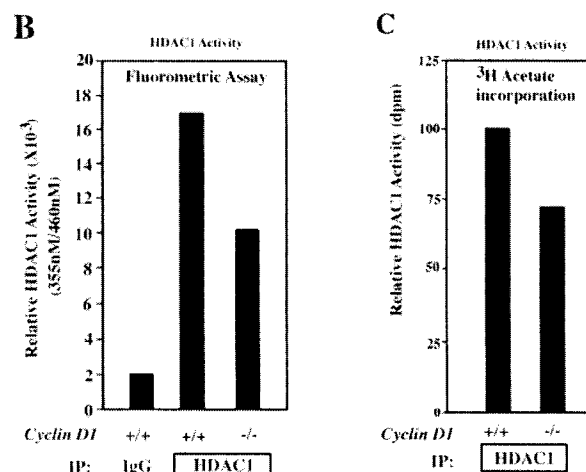 B
HDAC1 Activity
Fluorometric Assay
Relative HDAC1 Activity (X10⁻³)
(355nM/460nM)
20
18
16
14
12
10
8
6
4
2
0
Cyclin D1 +/+ +/+ -/-
IP: IgG HDAC1
C
HDAC1 Activity
³H Acetate
incorporation
Relative HDAC1 Activity (dpm)
125
100
75
50
25
0
Cyclin D1 +/+ -/-
IP: HDAC1